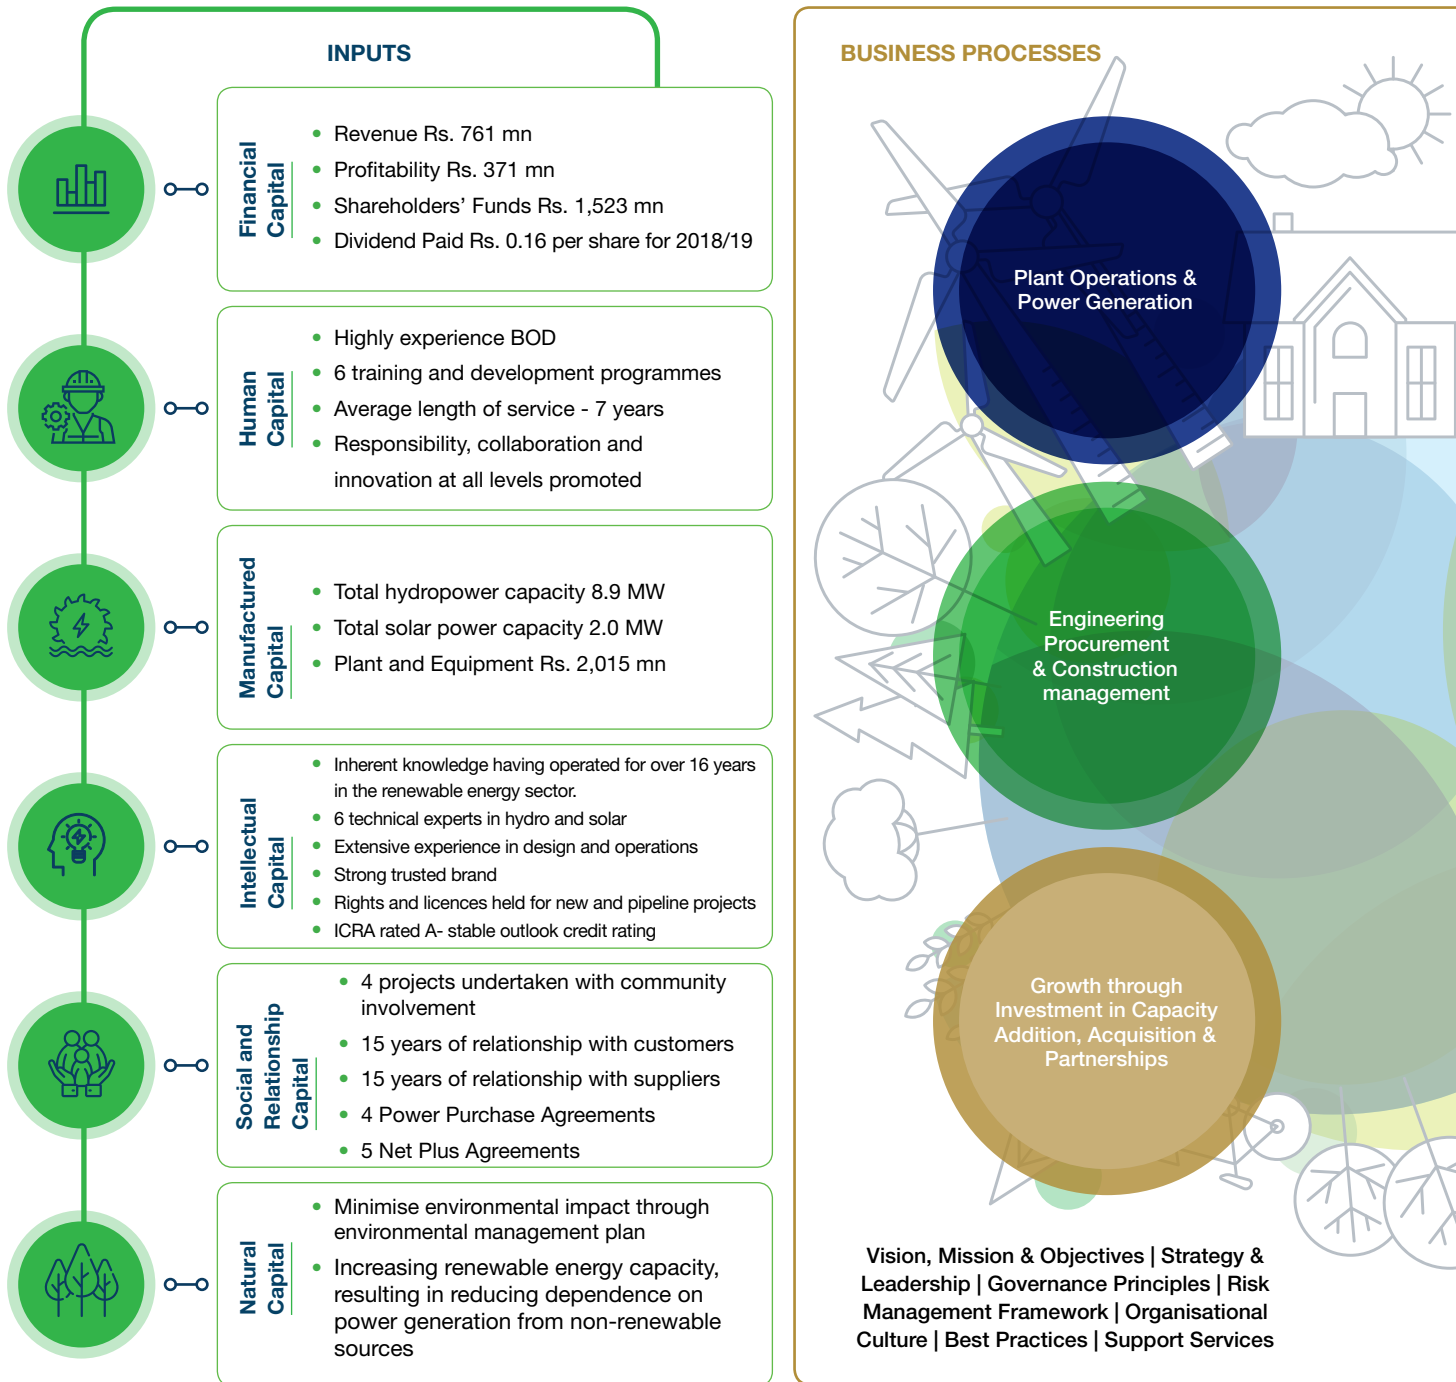 INPUTS
Financial
Capital
• Revenue Rs. 761 mn
• Profitability Rs. 371 mn
• Shareholders’ Funds Rs. 1,523 mn
• Dividend Paid Rs. 0.16 per share for 2018/19
Human
Capital
• Highly experience BOD
• 6 training and development programmes
• Average length of service - 7 years
• Responsibility, collaboration and
innovation at all levels promoted
Manufactured
Capital
• Total hydropower capacity 8.9 MW
• Total solar power capacity 2.0 MW
• Plant and Equipment Rs. 2,015 mn
Intellectual
Capital
• Inherent knowledge having operated for over 16 years
in the renewable energy sector.
• 6 technical experts in hydro and solar
• Extensive experience in design and operations
• Strong trusted brand
• Rights and licences held for new and pipeline projects
• ICRA rated A- stable outlook credit rating
Social and
Relationship
Capital
• 4 projects undertaken with community
involvement
• 15 years of relationship with customers
• 15 years of relationship with suppliers
• 4 Power Purchase Agreements
• 5 Net Plus Agreements
Natural
Capital
• Minimise environmental impact through
environmental management plan
• Increasing renewable energy capacity,
resulting in reducing dependence on
power generation from non-renewable
sources
BUSINESS PROCESSES
Plant Operations &
Power Generation
Engineering
Procurement
& Construction
management
Growth through
Investment in Capacity
Addition, Acquisition &
Partnerships
Vision, Mission & Objectives | Strategy &
Leadership | Governance Principles | Risk
Management Framework | Organisational
Culture | Best Practices | Support Services